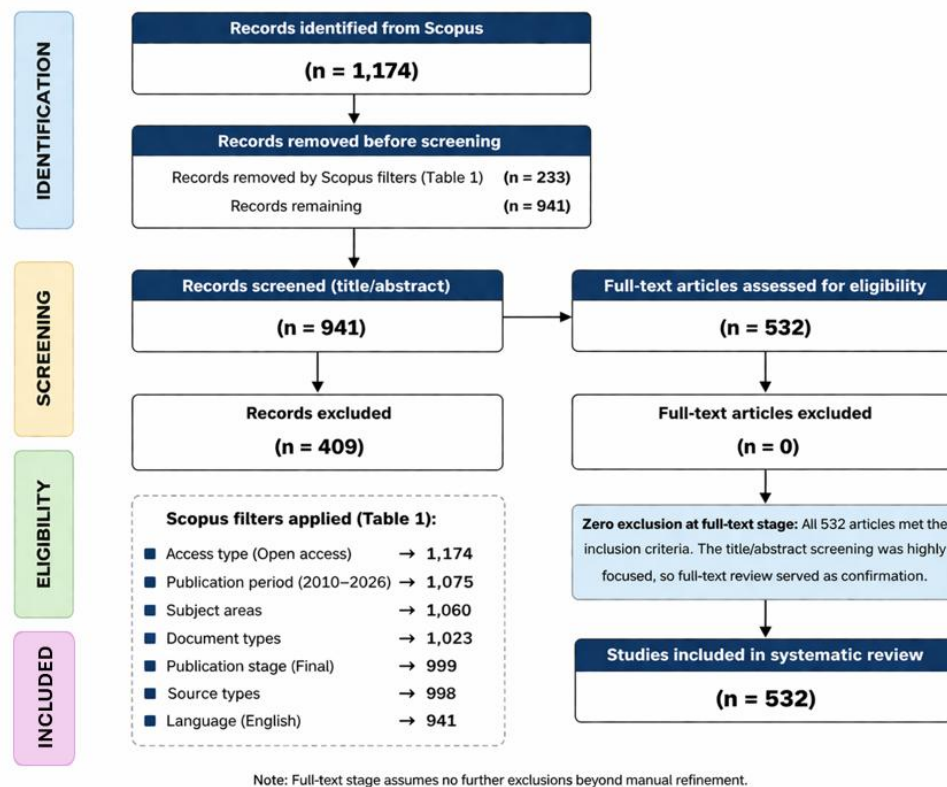 IDENTIFICATION
Records identified from Scopus
(n = 1,174)
Records removed before screening
Records removed by Scopus filters (Table 1) (n = 233)
Records remaining (n = 941)
SCREENING
Records screened (title/abstract)
(n = 941)
Full-text articles assessed for eligibility
(n = 532)
Records excluded
(n = 409)
Full-text articles excluded
(n = 0)
ELIGIBILITY
Scopus filters applied (Table 1):
Access type (Open access) → 1,174
Publication period (2010–2026) → 1,075
Subject areas → 1,060
Document types → 1,023
Publication stage (Final) → 999
Source types → 998
Language (English) → 941
Zero exclusion at full-text stage: All 532 articles met the
inclusion criteria. The title/abstract screening was highly
focused, so full-text review served as confirmation.
INCLUDED
Studies included in systematic review
(n = 532)
Note: Full-text stage assumes no further exclusions beyond manual refinement.